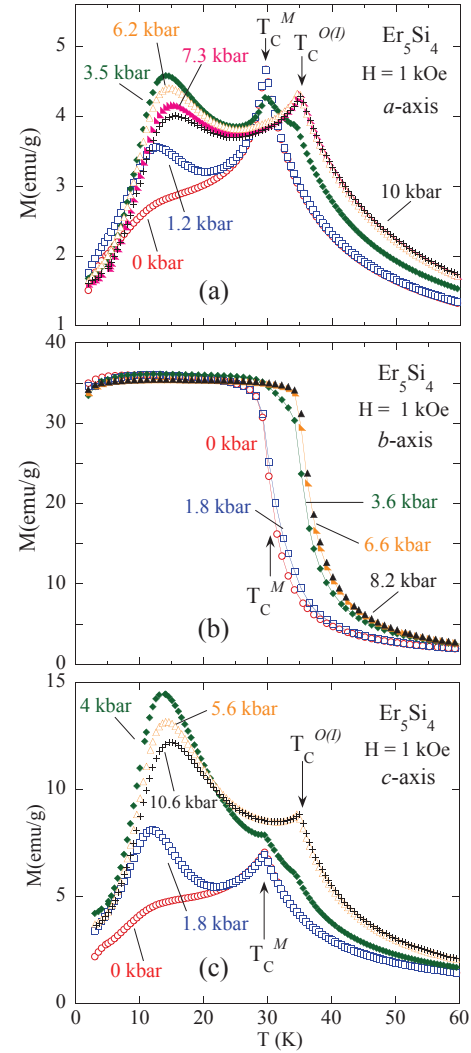 T_C^M T_C^{O(I)}
5
6.2 kbar
Er₅Si₄
7.3 kbar
H = 1 kOe
3.5 kbar
a-axis
4
M(emu/g)
3
10 kbar
1.2 kbar
2
0 kbar
(a)
1
40
Er₅Si₄
H = 1 kOe
30
0 kbar
b-axis
M(emu/g)
20
1.8 kbar
3.6 kbar
6.6 kbar
10
T_C^M
8.2 kbar
(b)
0
15
4 kbar
5.6 kbar
Er₅Si₄
T_C^{O(I)}
H = 1 kOe
10
10.6 kbar
c-axis
M(emu/g)
5
1.8 kbar
T_C^M
0 kbar
(c)
0
0 10 20 30 40 50 60
T (K)